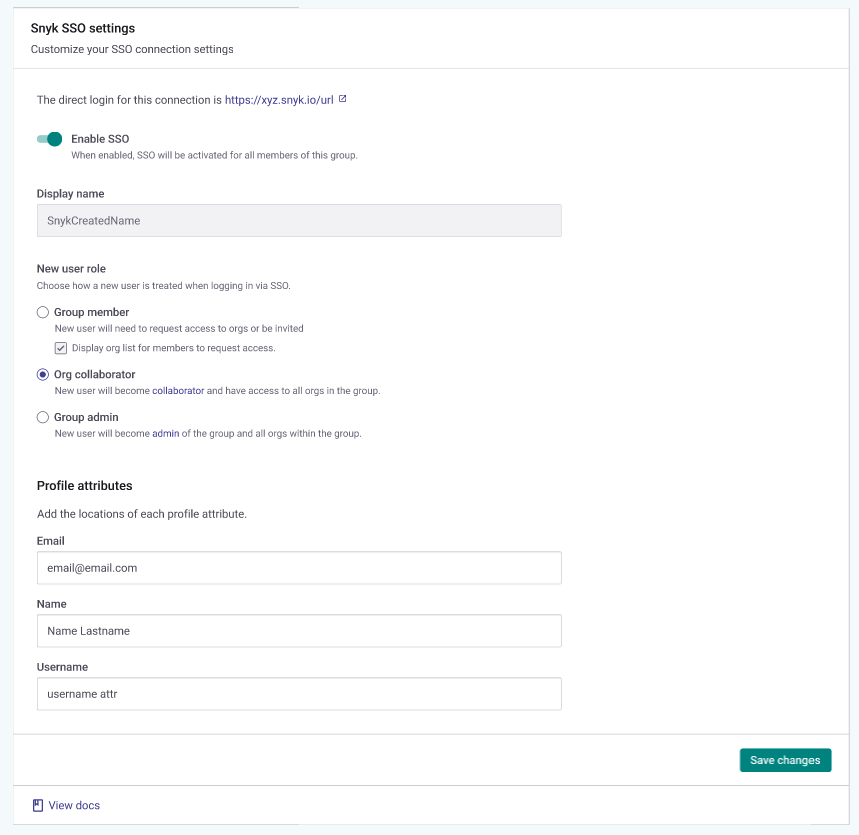 Snyk SSO settings
Customize your SSO connection settings
The direct login for this connection is https://xyz.snyk.io/url
Enable SSO
When enabled, SSO will be activated for all members of this group.
Display name
SnykCreatedName
New user role
Choose how a new user is treated when logging in via SSO.
Group member
New user will need to request access to orgs or be invited
Display org list for members to request access.
Org collaborator
New user will become collaborator and have access to all orgs in the group.
Group admin
New user will become admin of the group and all orgs within the group.
Profile attributes
Add the locations of each profile attribute.
Email
email@email.com
Name
Name Lastname
Username
username attr
Save changes
View docs